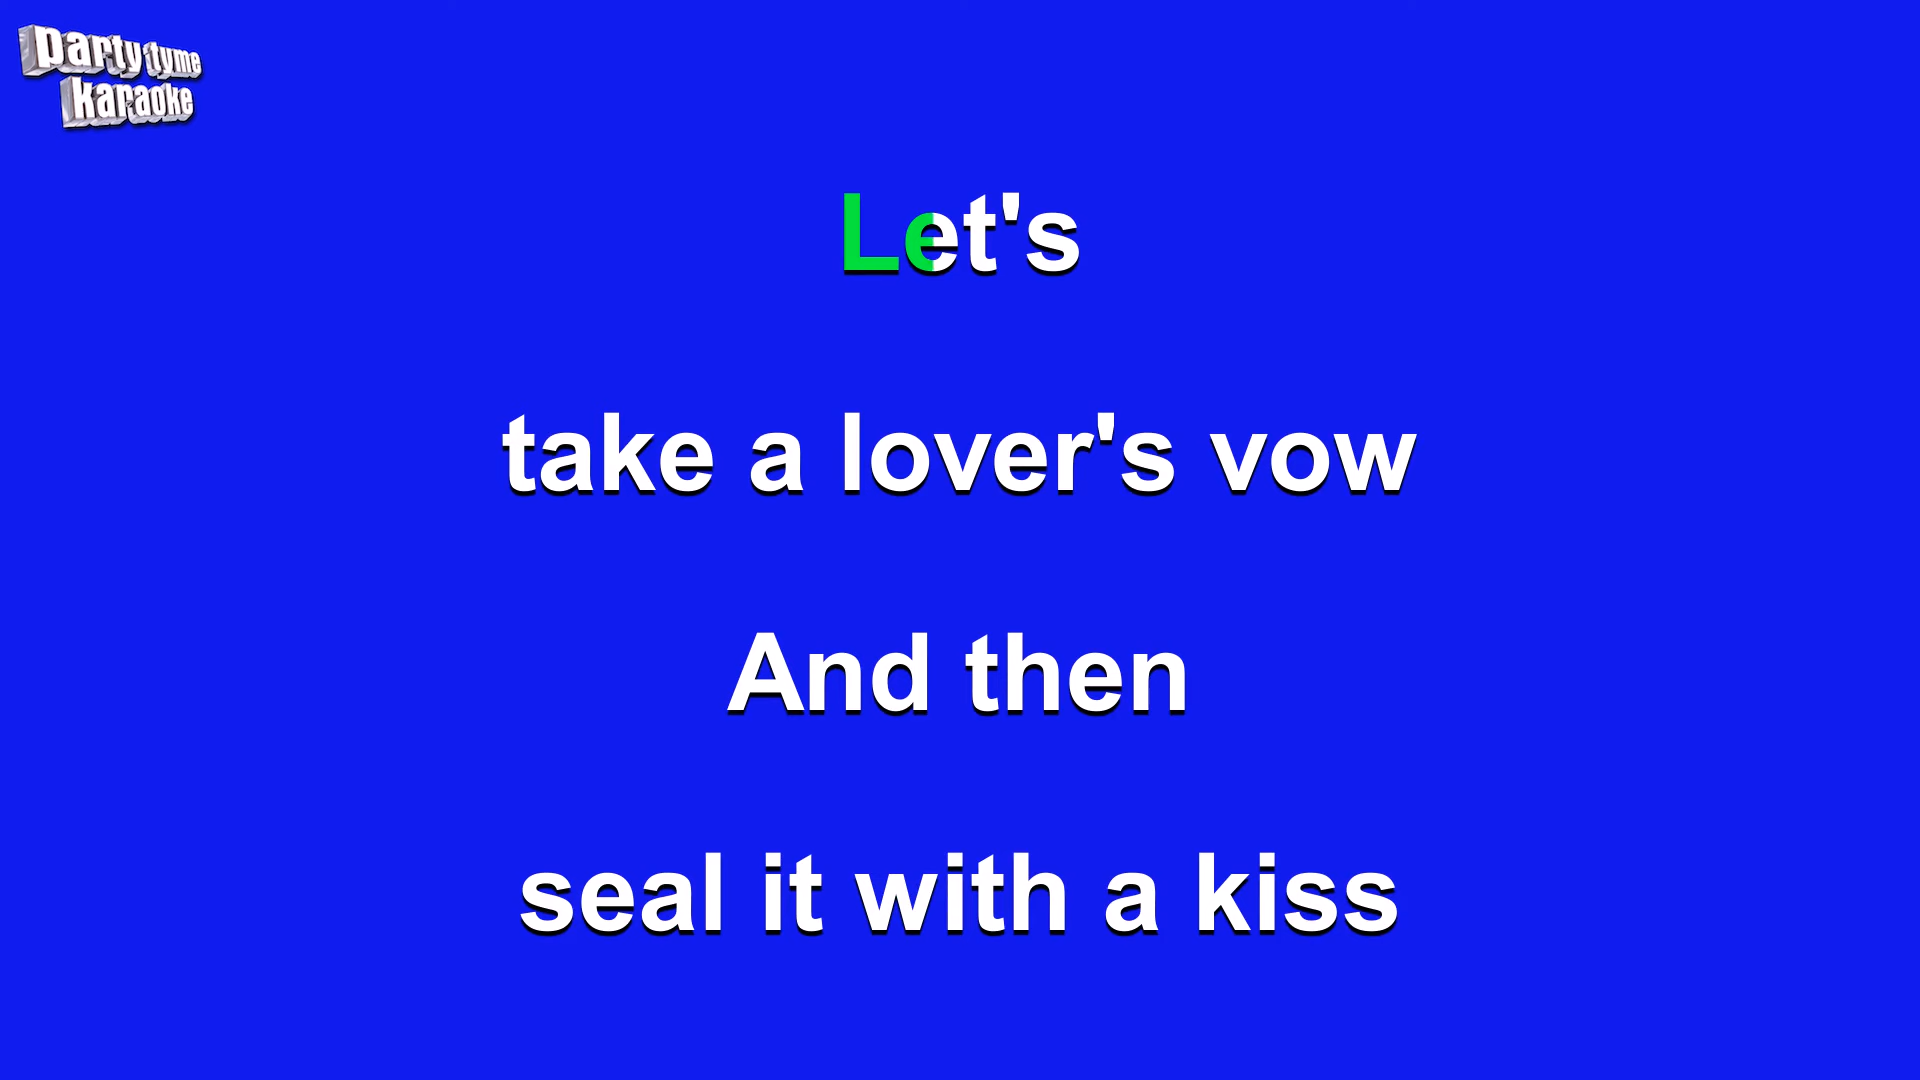 party tyme
karaoke
Let's
take a lover's vow
And then
seal it with a kiss